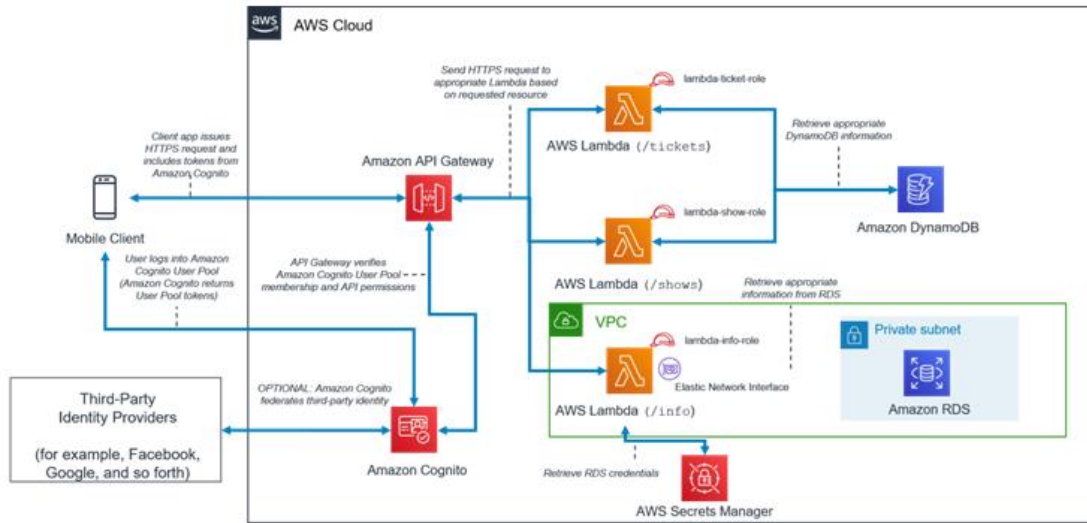 aws
AWS Cloud
Send HTTPS request to
appropriate Lambda based
on requested resource
lambda-ticket-role
AWS Lambda (/tickets)
Retrieve appropriate
DynamoDB information
Client app issues
HTTPS request and
includes tokens from
Amazon Cognito
Amazon API Gateway
Mobile Client
lambda-show-role
Amazon DynamoDB
User logs into Amazon
Cognito User Pool
(Amazon Cognito returns
User Pool tokens)
API Gateway verifies
Amazon Cognito User Pool
membership and API permissions
AWS Lambda (/shows)
Retrieve appropriate
information from RDS
VPC
lambda-info-role
Elastic Network Interface
AWS Lambda (/info)
Private subnet
Amazon RDS
Third-Party
Identity Providers
(for example, Facebook,
Google, and so forth)
OPTIONAL: Amazon Cognito
federates third-party identity
Amazon Cognito
Retrieve RDS credentials
AWS Secrets Manager